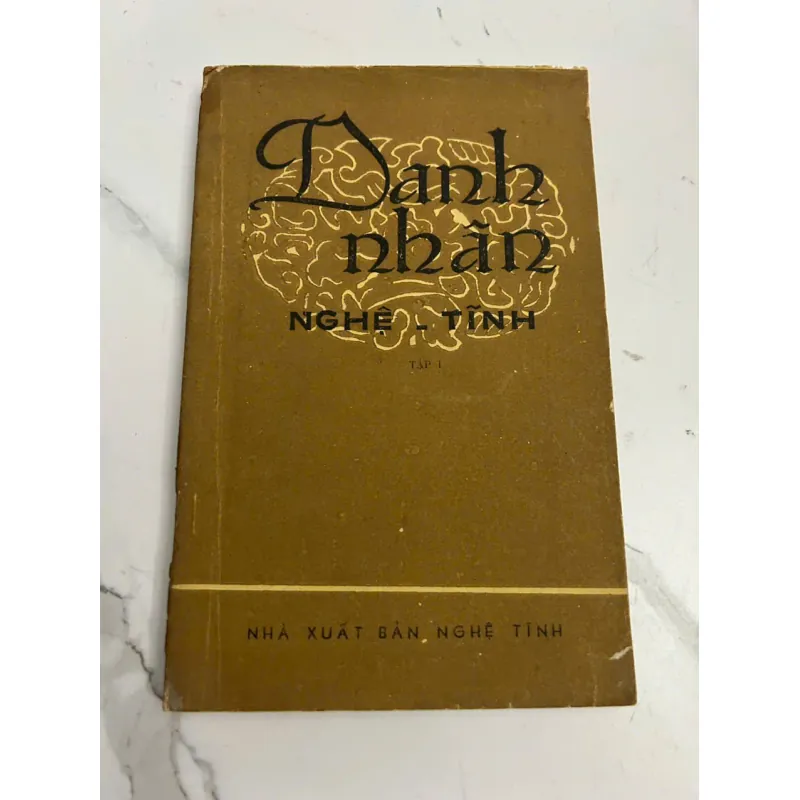 Danh
nhân
NGHỆ - TĨNH
TẬP I
NHÀ XUẤT BẢN NGHỆ TĨNH